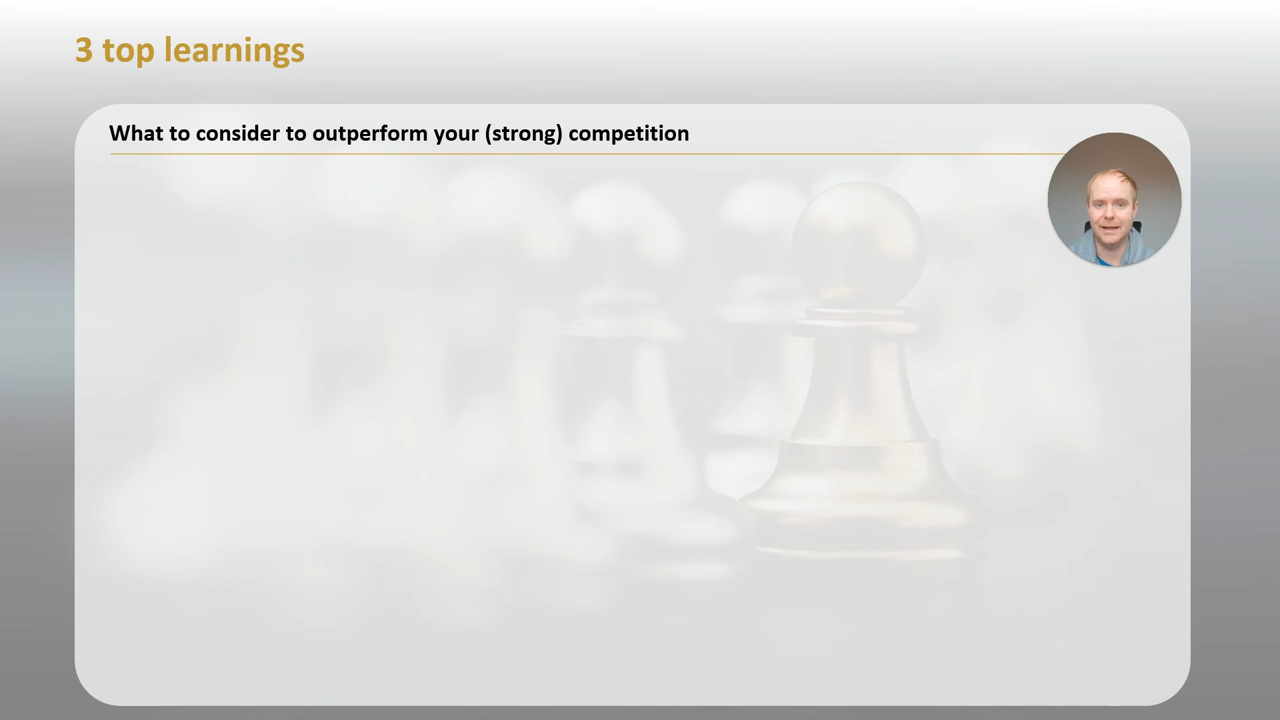 3 top learnings
What to consider to outperform your (strong) competition